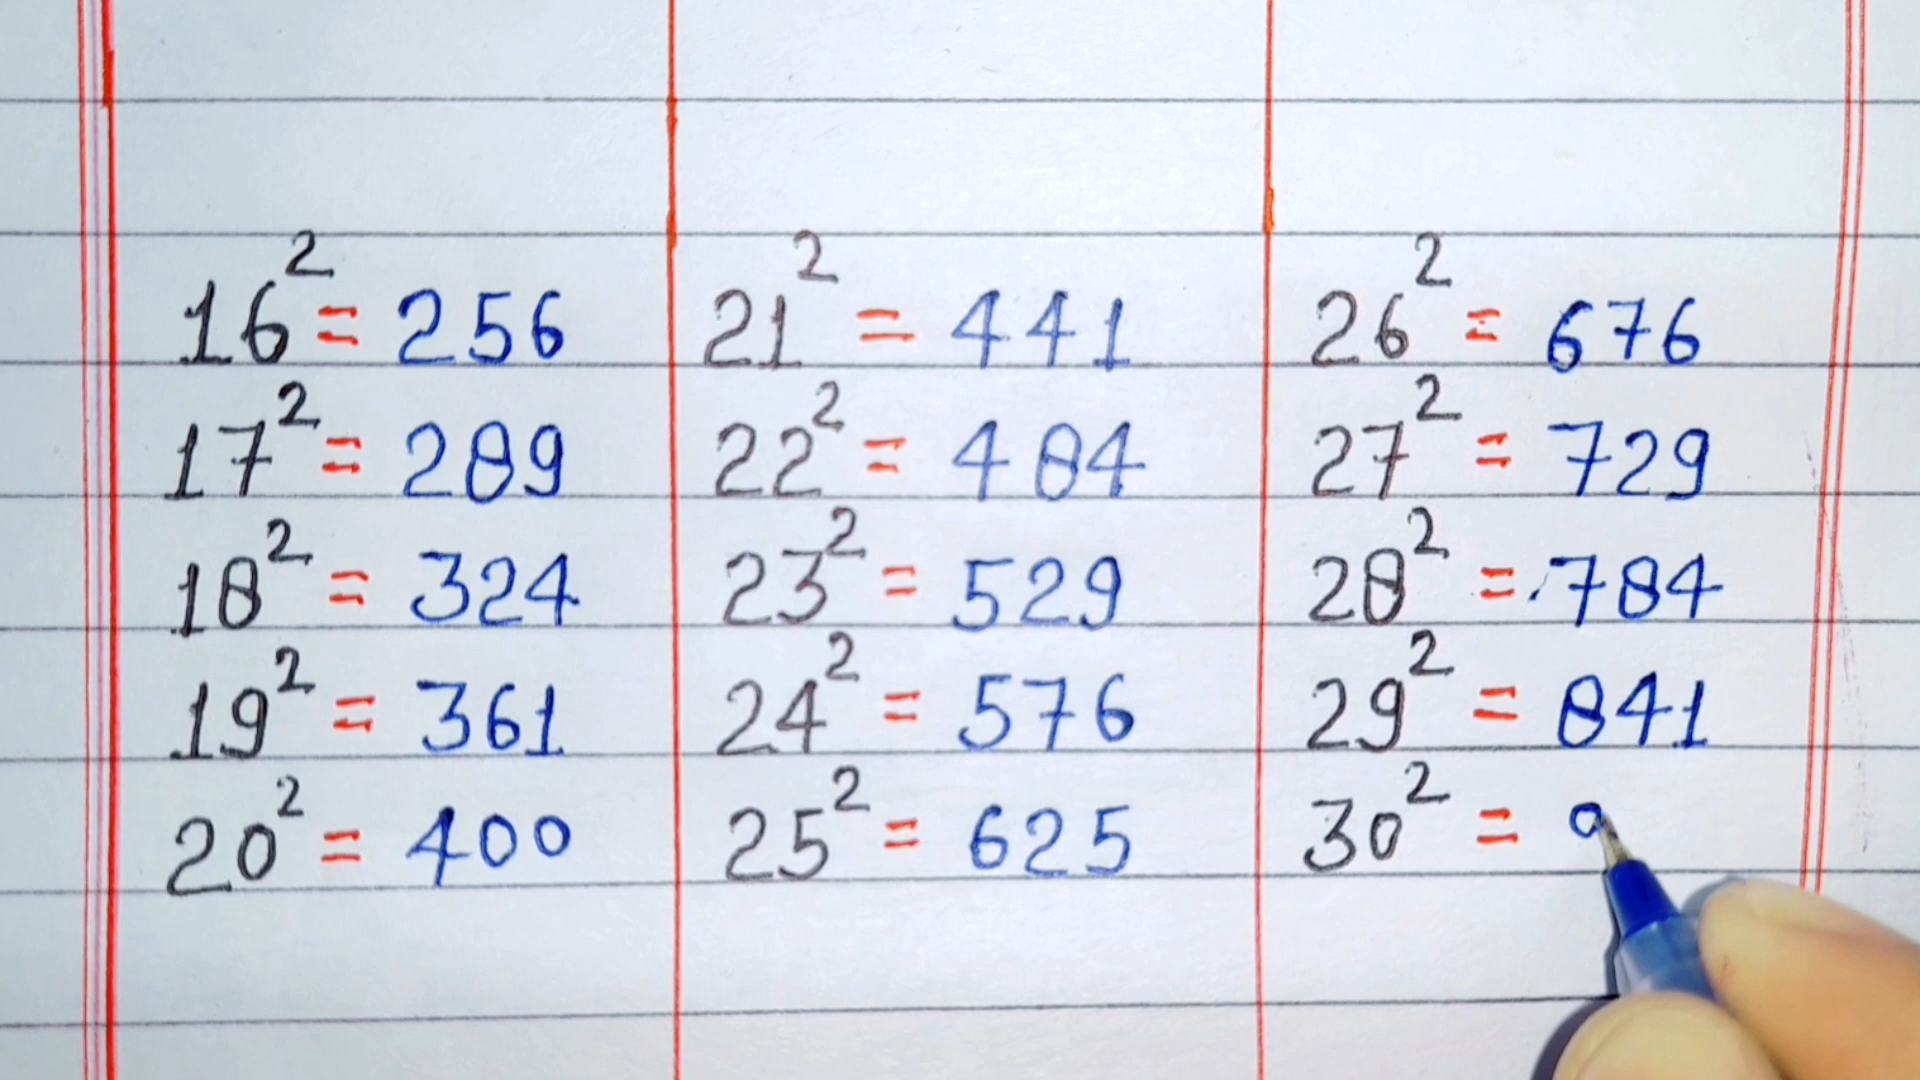 16² = 256
17² = 289
18² = 324
19² = 361
20² = 400
21² = 441
22² = 484
23² = 529
24² = 576
25² = 625
26² = 676
27² = 729
28² = 784
29² = 841
30² = 9